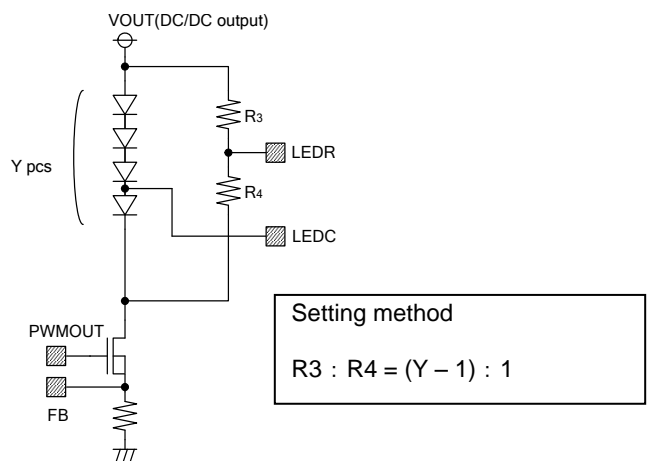 VOUT(DC/DC output)
R3
LEDR
Y pcs
R4
LEDC
PWMOUT
FB
Setting method
R3 : R4 = (Y – 1) : 1